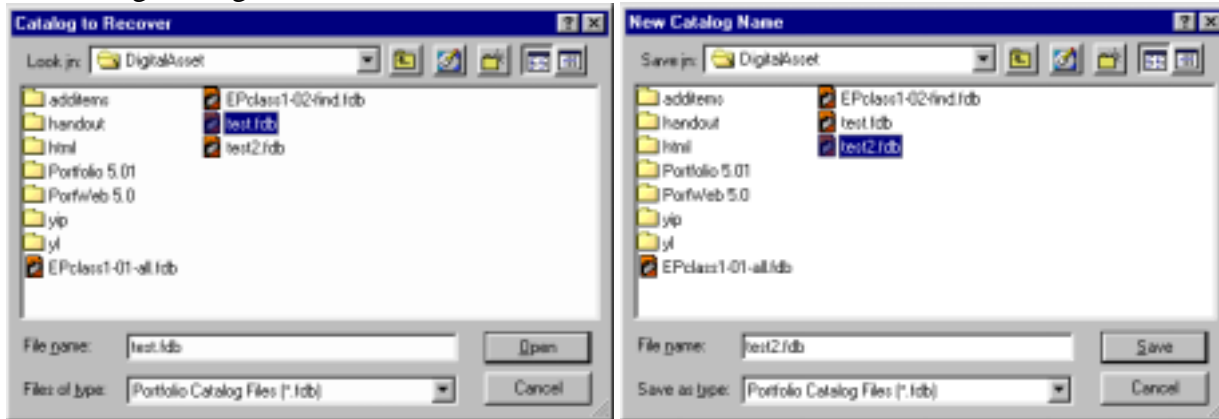 Catalog to Recover
Look in: DigitalAsset
additems
handout
html
Portfolio 5.01
PortWeb 5.0
yip
yl
EPclass1-01-all.fdb
EPclass1-02-find.fdb
test.fdb
test2.fdb
File name: test.fdb
Open
Files of type: Portfolio Catalog Files (*.fdb)
Cancel
New Catalog Name
Save in: DigitalAsset
additems
handout
html
Portfolio 5.01
PortWeb 5.0
yip
yl
EPclass1-01-all.fdb
EPclass1-02-find.fdb
test.fdb
test2.fdb
File name: test2.fdb
Save
Save as type: Portfolio Catalog Files (*.fdb)
Cancel